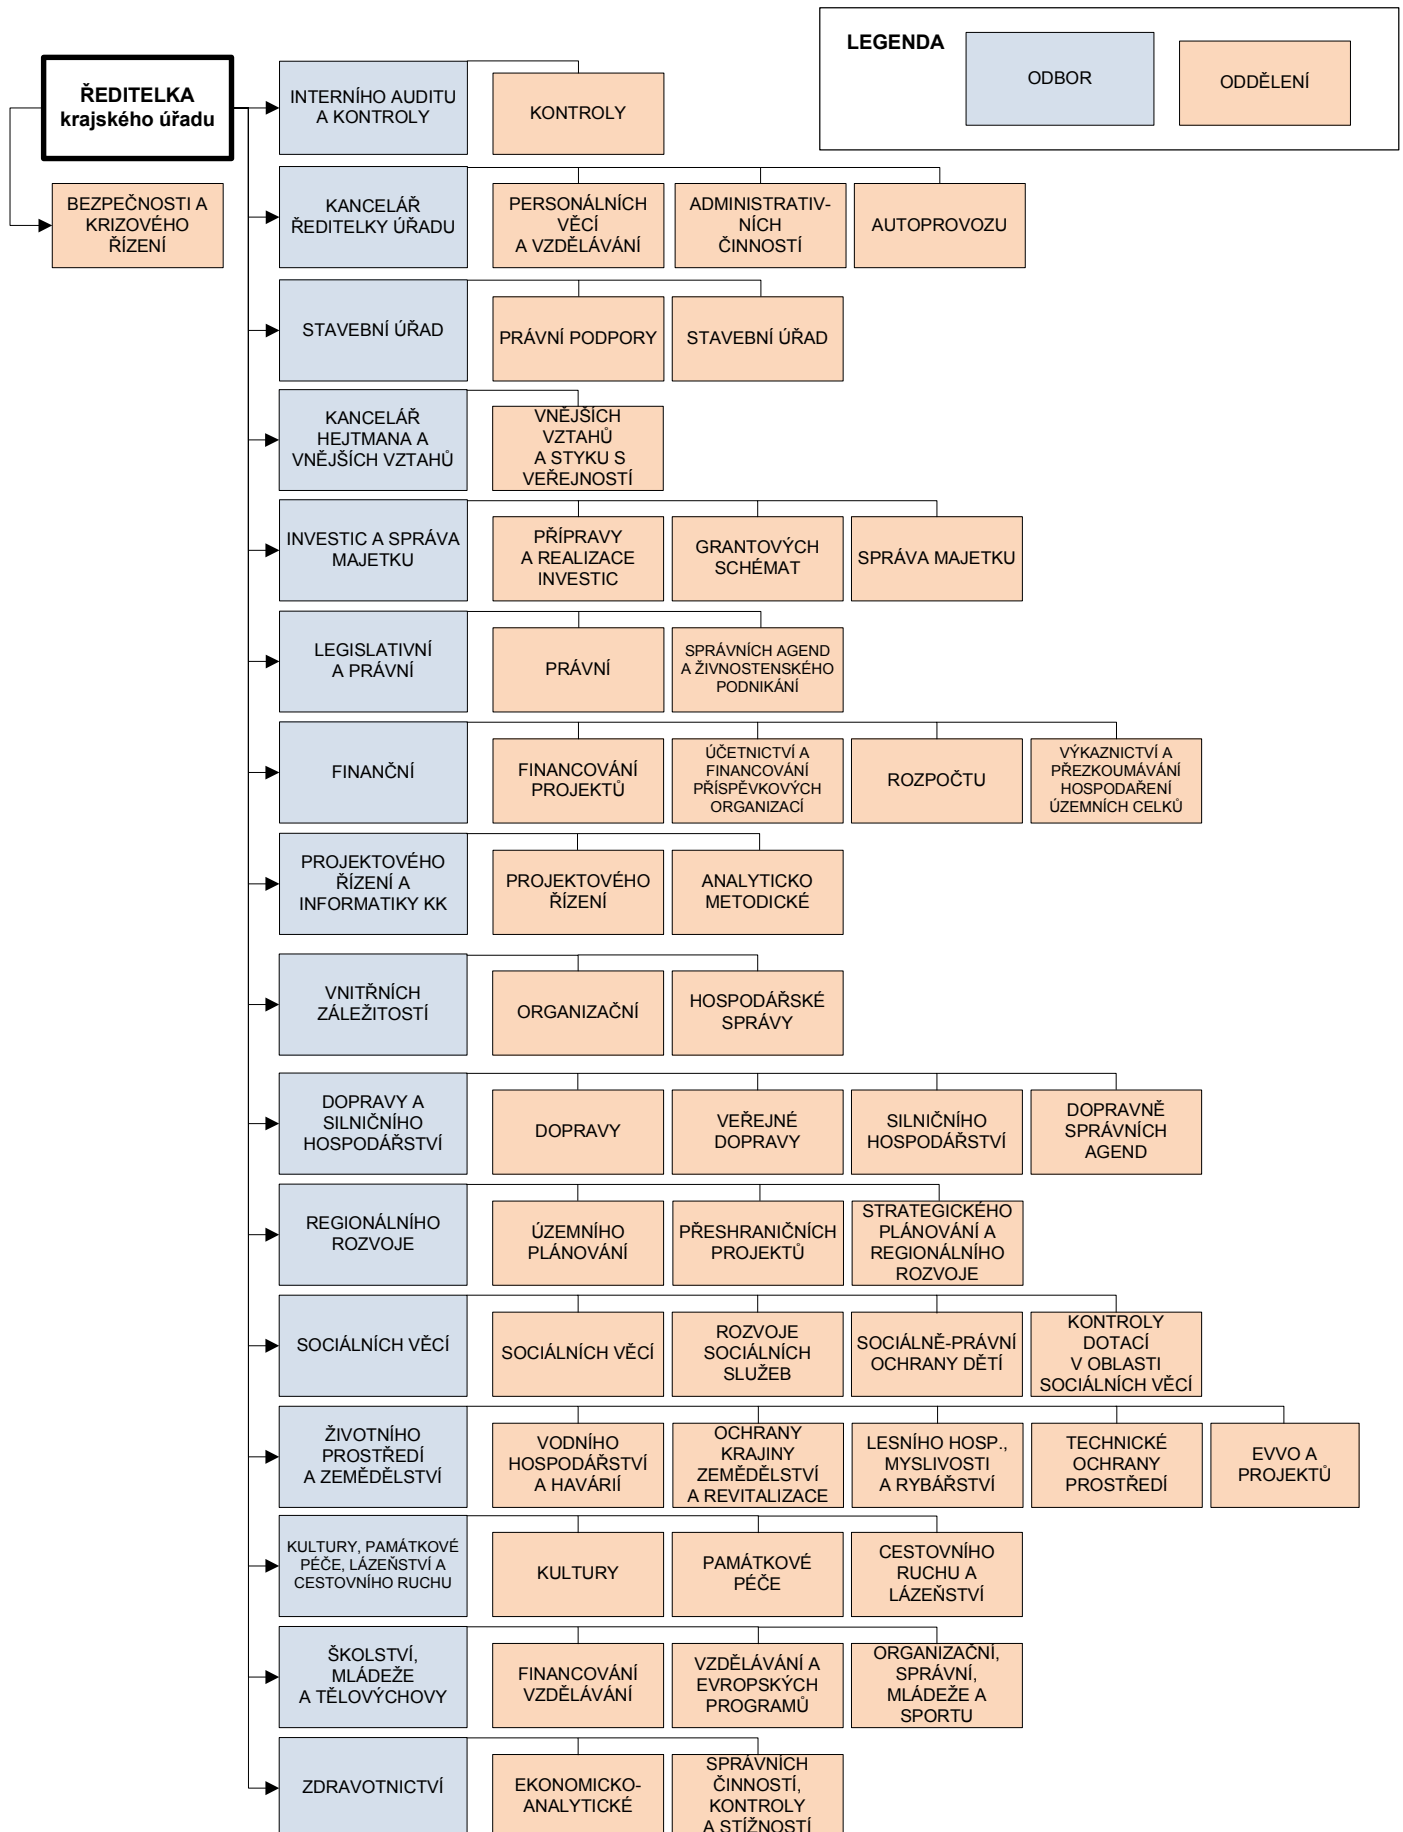 LEGENDA
ODBOR
ODDĚLENÍ
ŘEDITELKA
krajského úřadu
BEZPEČNOSTI A
KRIZOVÉHO
ŘÍZENÍ
INTERNÍHO AUDITU
A KONTROLY
KONTROLY
KANCELÁŘ
ŘEDITELKY ÚŘADU
PERSONÁLNÍCH
VĚCÍ
A VZDĚLÁVÁNÍ
ADMINISTRATIV-
NÍCH
ČINNOSTÍ
AUTOPROVOZU
STAVEBNÍ ÚŘAD
PRÁVNÍ PODPORY
STAVEBNÍ ÚŘAD
KANCELÁŘ
HEJTMANA A
VNĚJŠÍCH VZTAHŮ
VNĚJŠÍCH
VZTAHŮ
A STYKU S
VEŘEJNOSTÍ
INVESTIC A SPRÁVA
MAJETKU
PŘÍPRAVY
A REALIZACE
INVESTIC
GRANTOVÝCH
SCHÉMAT
SPRÁVA MAJETKU
LEGISLATIVNÍ
A PRÁVNÍ
PRÁVNÍ
SPRÁVNÍCH AGEND
A ŽIVNOSTENSKÉHO
PODNIKÁNÍ
FINANČNÍ
FINANCOVÁNÍ
PROJEKTŮ
ÚČETNICTVÍ A
FINANCOVÁNÍ
PŘÍSPĚVKOVÝCH
ORGANIZACÍ
ROZPOČTU
VÝKAZNICTVÍ A
PŘEZKOUMÁVÁNÍ
HOSPODAŘENÍ
ÚZEMNÍCH CELKŮ
PROJEKTOVÉHO
ŘÍZENÍ A
INFORMATIKY KK
PROJEKTOVÉHO
ŘÍZENÍ
ANALYTICKO
METODICKÉ
VNITŘNÍCH
ZÁLEŽITOSTÍ
ORGANIZAČNÍ
HOSPODÁŘSKÉ
SPRÁVY
DOPRAVY A
SILNIČNÍHO
HOSPODÁŘSTVÍ
DOPRAVY
VEŘEJNÉ
DOPRAVY
SILNIČNÍHO
HOSPODÁŘSTVÍ
DOPRAVNĚ
SPRÁVNÍCH
AGEND
REGIONÁLNÍHO
ROZVOJE
ÚZEMNÍHO
PLÁNOVÁNÍ
PŘESHRANIČNÍCH
PROJEKTŮ
STRATEGICKÉHO
PLÁNOVÁNÍ A
REGIONÁLNÍHO
ROZVOJE
SOCIÁLNÍCH VĚCÍ
SOCIÁLNÍCH VĚCÍ
ROZVOJE
SOCIÁLNÍCH
SLUŽEB
SOCIÁLNĚ-PRÁVNÍ
OCHRANY DĚTÍ
KONTROLY
DOTACÍ
V OBLASTI
SOCIÁLNÍCH VĚCÍ
ŽIVOTNÍHO
PROSTŘEDÍ
A ZEMĚDĚLSTVÍ
VODNÍHO
HOSPODÁŘSTVÍ
A HAVÁRIÍ
OCHRANY
KRAJINY
ZEMĚDĚLSTVÍ
A REVITALIZACE
LESNÍHO HOSP.,
MYSLIVOSTI
A RYBÁŘSTVÍ
TECHNICKÉ
OCHRANY
PROSTŘEDÍ
EVVO A
PROJEKTŮ
KULTURY, PAMÁTKOVÉ
PÉČE, LÁZEŇSTVÍ A
CESTOVNÍHO RUCHU
KULTURY
PAMÁTKOVÉ
PÉČE
CESTOVNÍHO
RUCHU A
LÁZEŇSTVÍ
ŠKOLSTVÍ,
MLÁDEŽE
A TĚLOVÝCHOVY
FINANCOVÁNÍ
VZDĚLÁVÁNÍ
VZDĚLÁVÁNÍ A
EVROPSKÝCH
PROGRAMŮ
ORGANIZAČNÍ,
SPRÁVNÍ,
MLÁDEŽE A
SPORTU
ZDRAVOTNICTVÍ
EKONOMICKO-
ANALYTICKÉ
SPRÁVNÍCH
ČINNOSTÍ,
KONTROLY
A STÍŽNOSTÍ